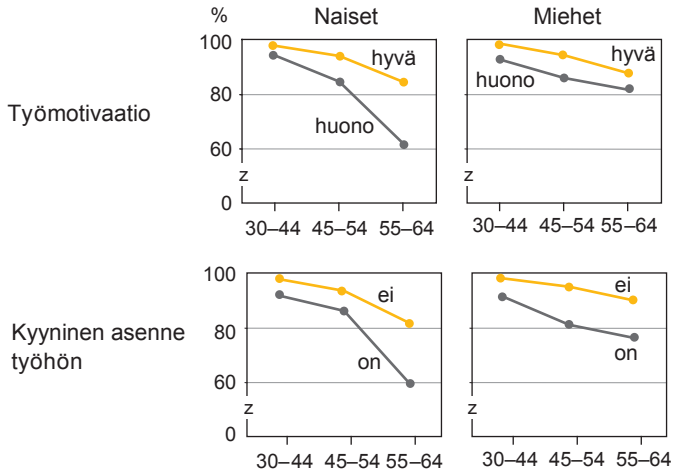 % Naiset Miehet
100
hyvä hyvä
80 huono
Työmotivaatio
huono
60
z z
0
30–44 45–54 55–64 30–44 45–54 55–64
100
ei ei
80
Kyyninen asenne
työhön
on on
60
z z
0
30–44 45–54 55–64 30–44 45–54 55–64